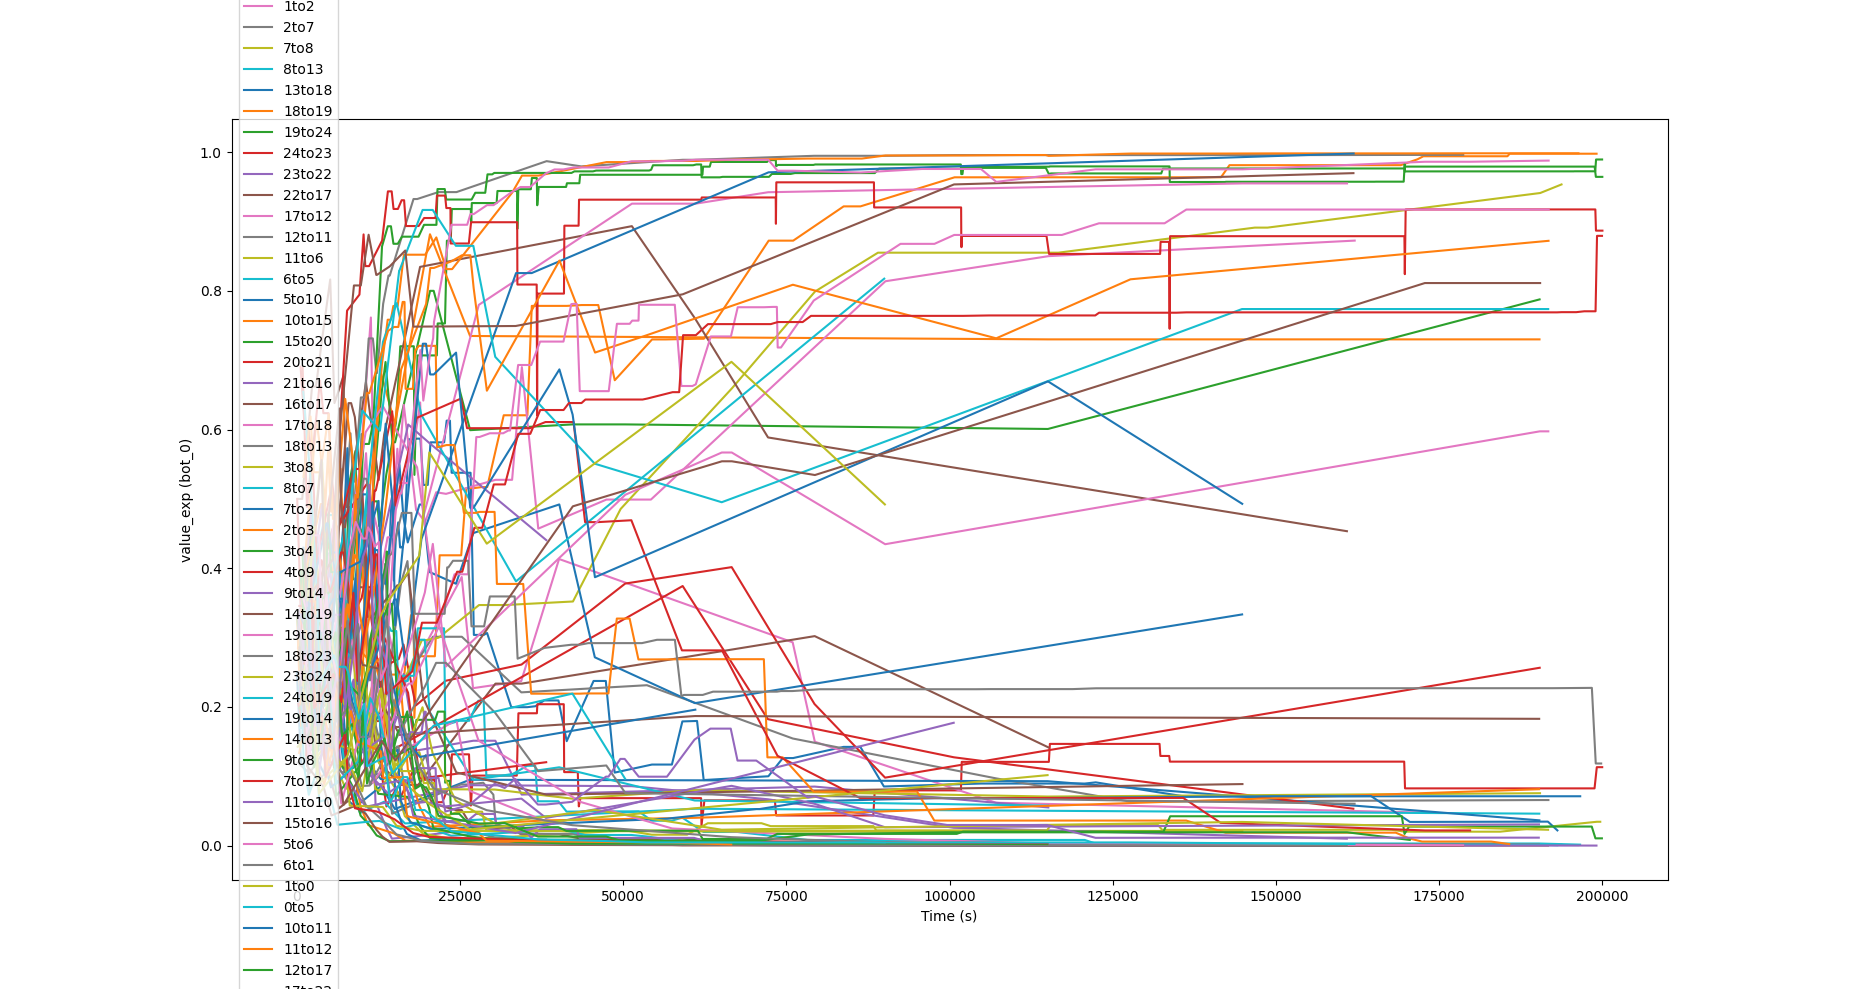 1to2
2to7
7to8
8to13
13to18
18to19
19to24
24to23
23to22
22to17
17to12
12to11
11to6
6to5
5to10
10to15
15to20
20to21
21to16
16to17
17to18
18to13
3to8
8to7
7to2
2to3
3to4
4to9
9to14
14to19
19to18
18to23
23to24
24to19
19to14
14to13
9to8
7to12
11to10
15to16
5to6
6to1
1to0
0to5
10to11
11to12
12to17
17to22
1.0
0.8
0.6
0.4
0.2
0.0
value_exp (bot_0)
0
25000
50000
75000
100000
125000
150000
175000
200000
Time (s)